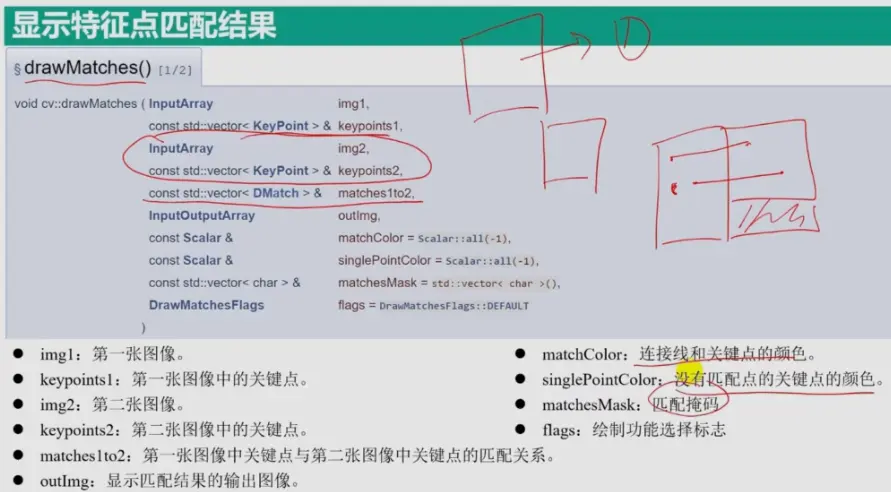 显示特征点匹配结果
§ drawMatches() [1/2]
void cv::drawMatches ( InputArray img1,
const std::vector< KeyPoint > & keypoints1,
InputArray img2,
const std::vector< KeyPoint > & keypoints2,
const std::vector< DMatch > & matches1to2,
InputOutputArray outImg,
const Scalar & matchColor = Scalar::all(-1),
const Scalar & singlePointColor = Scalar::all(-1),
const std::vector< char > & matchesMask = std::vector< char >(),
DrawMatchesFlags flags = DrawMatchesFlags::DEFAULT
)
● img1：第一张图像。
● keypoints1：第一张图像中的关键点。
● img2：第二张图像。
● keypoints2：第二张图像中的关键点。
● matches1to2：第一张图像中关键点与第二张图像中关键点的匹配关系。
● outImg：显示匹配结果的输出图像。
● matchColor：连接线和关键点的颜色。
● singlePointColor：没有匹配点的关键点的颜色。
● matchesMask：匹配掩码
● flags：绘制功能选择标志
①